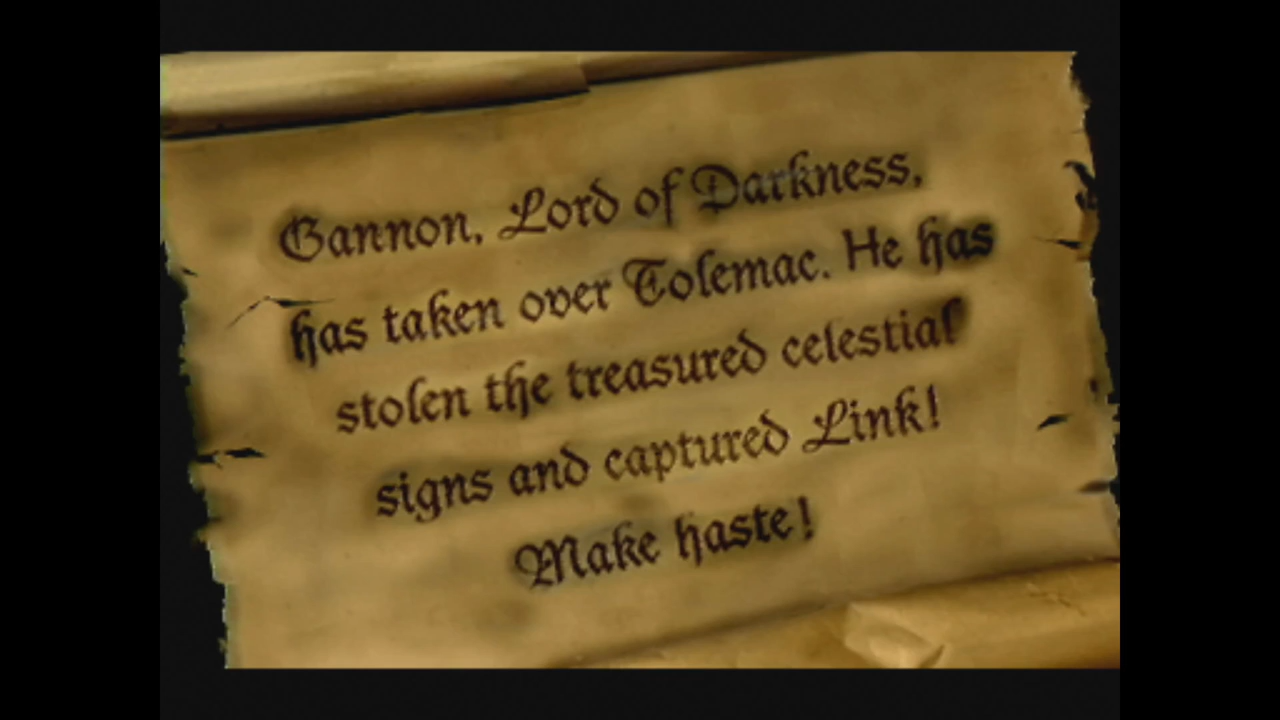 Gannon, Lord of Darkness,
has taken over Tolemac. He has
stolen the treasured celestial
signs and captured Link!
Make haste!